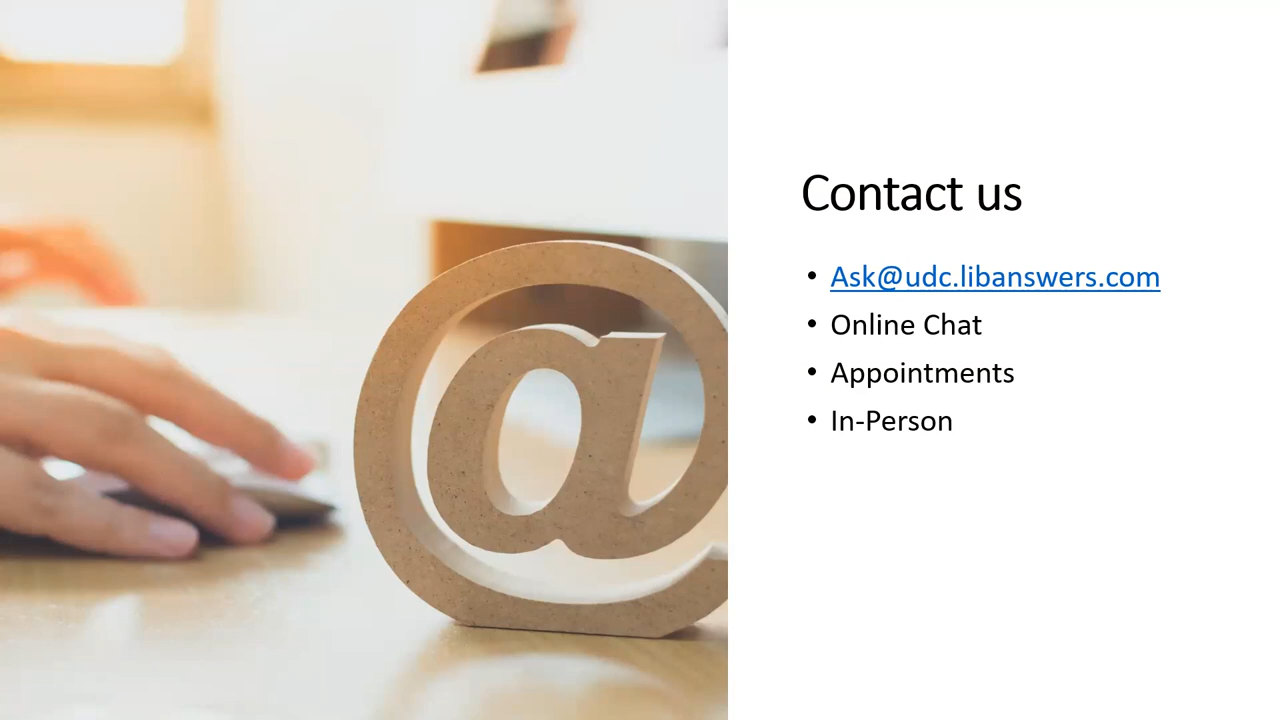 Contact us
• Ask@udc.libanswers.com
• Online Chat
• Appointments
• In-Person